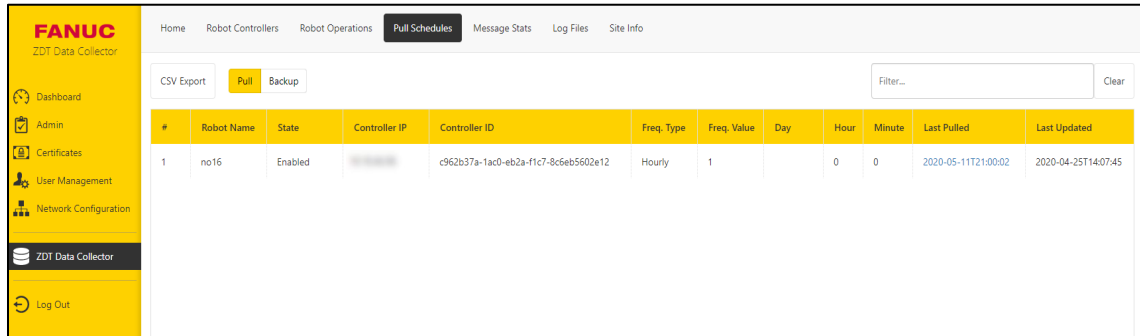 FANUC
ZDT Data Collector
Dashboard
Admin
Certificates
User Management
Network Configuration
ZDT Data Collector
Log Out
Home Robot Controllers Robot Operations Pull Schedules Message Stats Log Files Site Info
CSV Export Pull Backup Filter... Clear
# Robot Name State Controller IP Controller ID Freq. Type Freq. Value Day Hour Minute Last Pulled Last Updated
1 no16 Enabled c962b37a-1ac0-eb2a-f1c7-8c6eb5602e12 Hourly 1 0 0 2020-05-11T21:00:02 2020-04-25T14:07:45